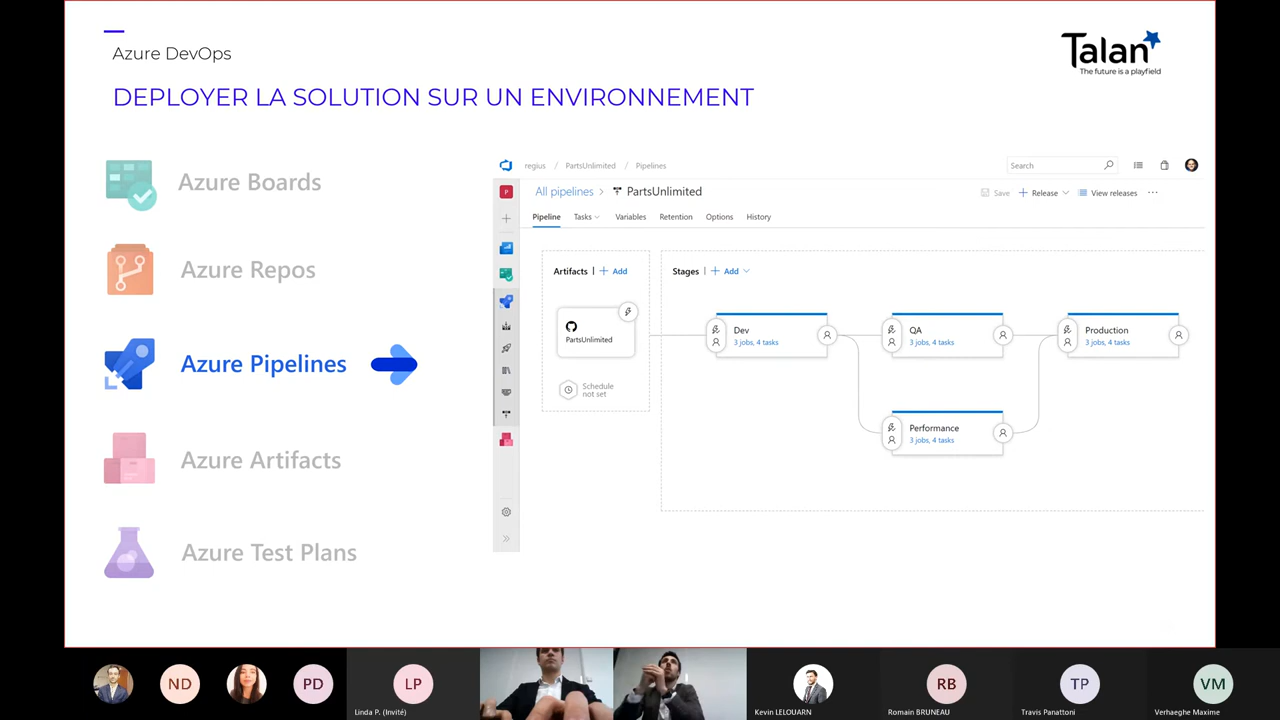 Azure DevOps
DEPLOYER LA SOLUTION SUR UN ENVIRONNEMENT
Talan
The future is a playfield
Azure Boards
Azure Repos
Azure Pipelines
Azure Artifacts
Azure Test Plans
regius / PartsUnlimited / Pipelines
Search
P
All pipelines > PartsUnlimited
Save + Release View releases ...
Pipeline Tasks Variables Retention Options History
Artifacts | + Add
Stages | + Add
PartsUnlimited
Schedule
not set
Dev
3 jobs, 4 tasks
QA
3 jobs, 4 tasks
Production
3 jobs, 4 tasks
Performance
3 jobs, 4 tasks
ND
PD
LP
Linda P. (Invité)
Kevin LELOUARN
RB
Romain BRUNEAU
TP
Travis Panattoni
VM
Verhaeghe Maxime